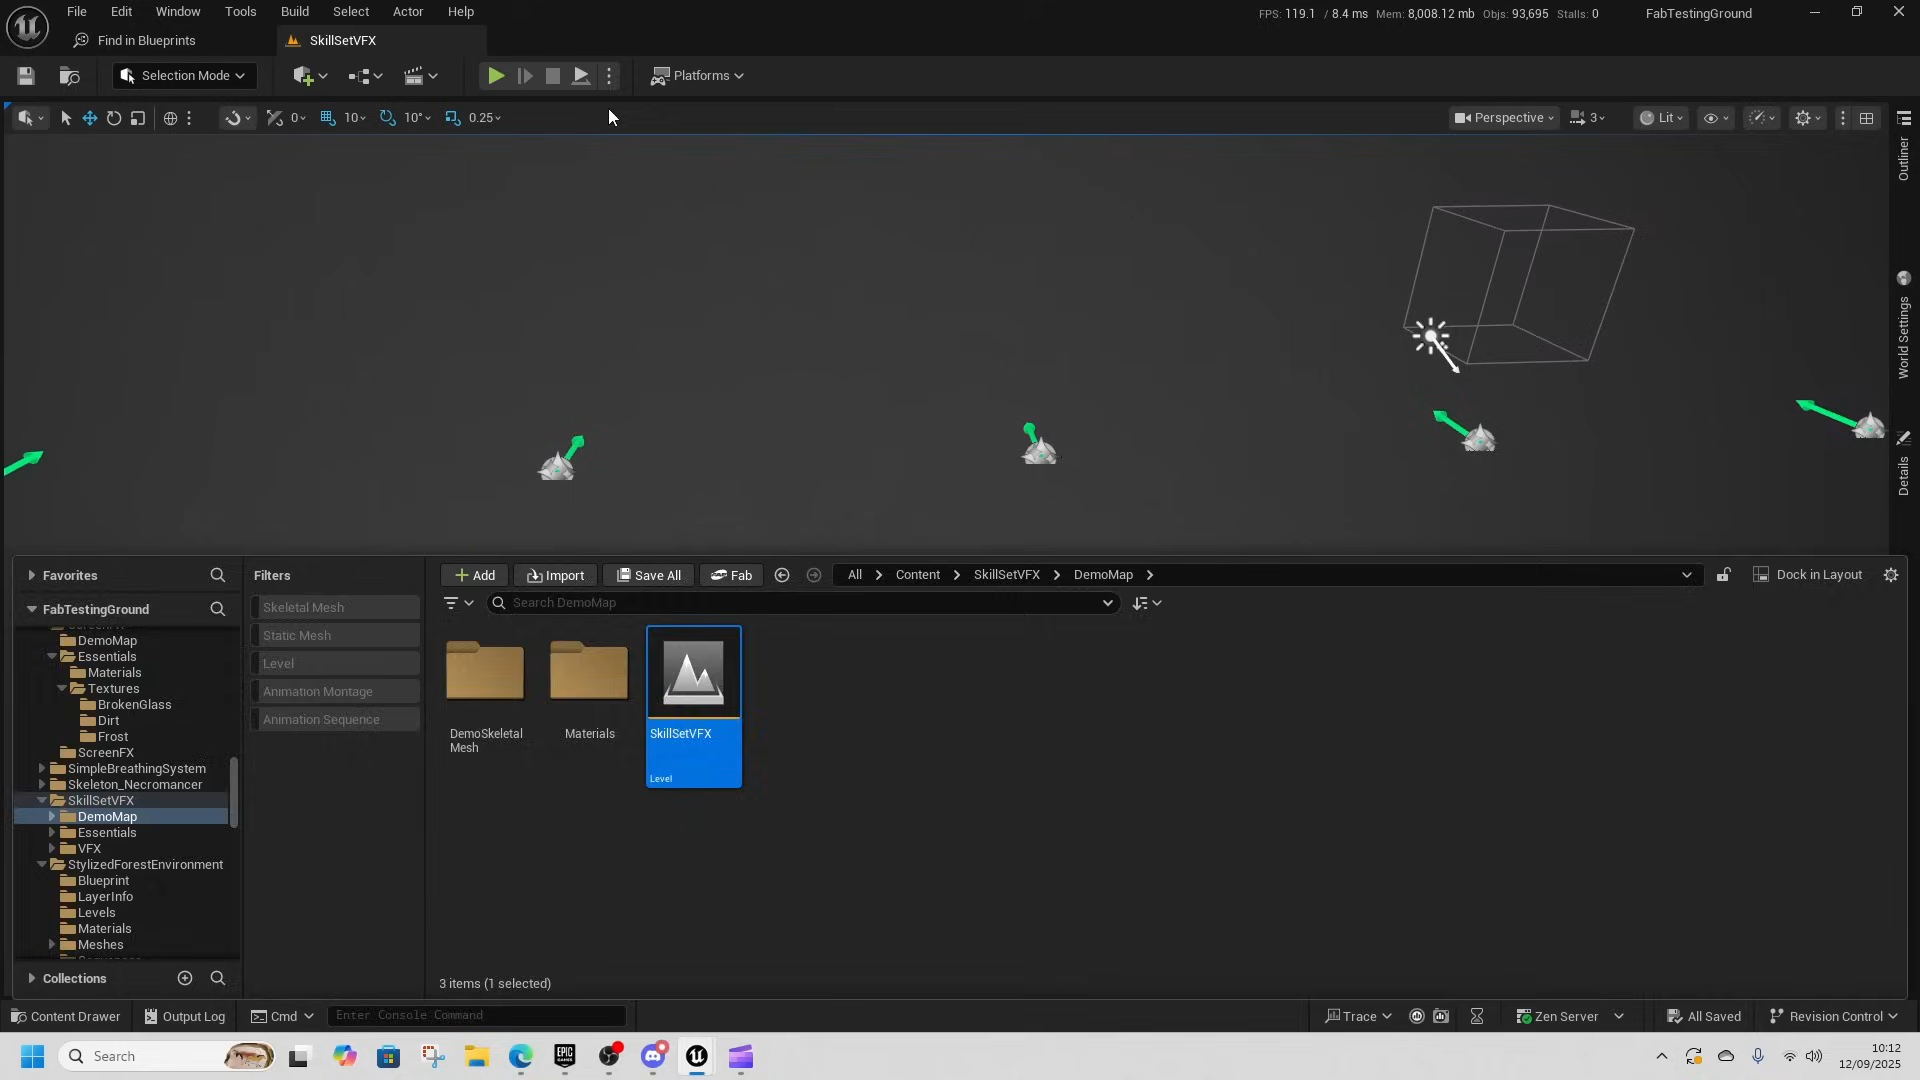 File Edit Window Tools Build Select Actor Help
FPS: 119.1 / 8.4 ms Mem: 8,008.12 mb Objs: 93,695 Stalls: 0
FabTestingGround
Find in Blueprints
SkillSetVFX
Selection Mode
Platforms
0 10 10° 0.25
Perspective 3 Lit
Outliner
World Settings
Details
Favorites
FabTestingGround
DemoMap
Essentials
Materials
Textures
BrokenGlass
Dirt
Frost
ScreenFX
SimpleBreathingSystem
Skeleton_Necromancer
SkillSetVFX
DemoMap
Essentials
VFX
StylizedForestEnvironment
Blueprint
LayerInfo
Levels
Materials
Meshes
Collections
Filters
Skeletal Mesh
Static Mesh
Level
Animation Montage
Animation Sequence
Add Import Save All Fab
All Content SkillSetVFX DemoMap
Dock in Layout
Search DemoMap
DemoSkeletal
Mesh
Materials
SkillSetVFX
Level
3 items (1 selected)
Content Drawer Output Log Cmd Enter Console Command
Trace Zen Server All Saved Revision Control
Search
EPIC
GAMES
10:12
12/09/2025